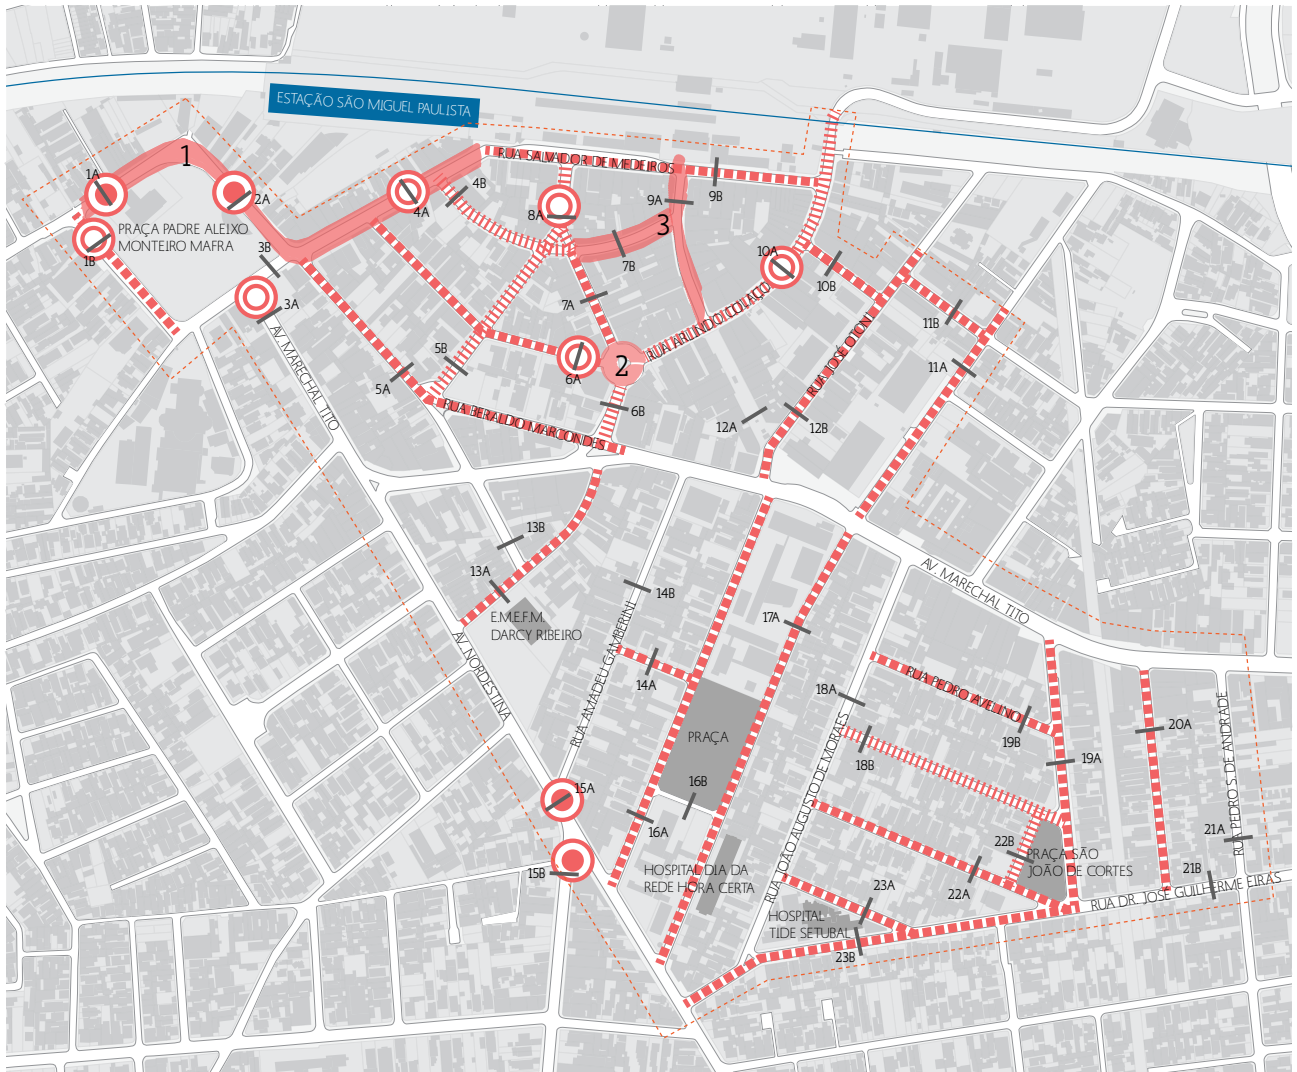 ESTAÇÃO SÃO MIGUEL PAULISTA
1
RUA SALVADOR DE MEDEIROS
1A
2A
4A
4B
8A
9A
9B
3
PRAÇA PADRE ALEIXO
MONTEIRO MAFRA
1B
3B
7B
10A
10B
3A
7A
RUA ARLINDO COLAÇO
11B
AV. MARECHAL TITO
5B
5A
6A
2
RUA JOSÉ OTONI
11A
RUA BERALDO MARCONDES
6B
12A
12B
13B
13A
E.M.E.F.M.
DARCY RIBEIRO
14B
AV. MARECHAL TITO
17A
AV. NORDESTINA
RUA AMADEU GAMBERINI
14A
18A
RUA PEDRO AVELINO
19B
20A
RUA PEDRO S. DE ANDRADE
PRAÇA
18B
19A
15A
16B
RUA JOÃO AUGUSTO DE MORAES
16A
22B
PRAÇA SÃO
JOÃO DE CORTES
21A
15B
HOSPITAL DIA DA
REDE HORA CERTA
23A
22A
21B
RUA DR. JOSÉ GUILHERME EIRAS
HOSPITAL
TIDE SETUBAL
23B